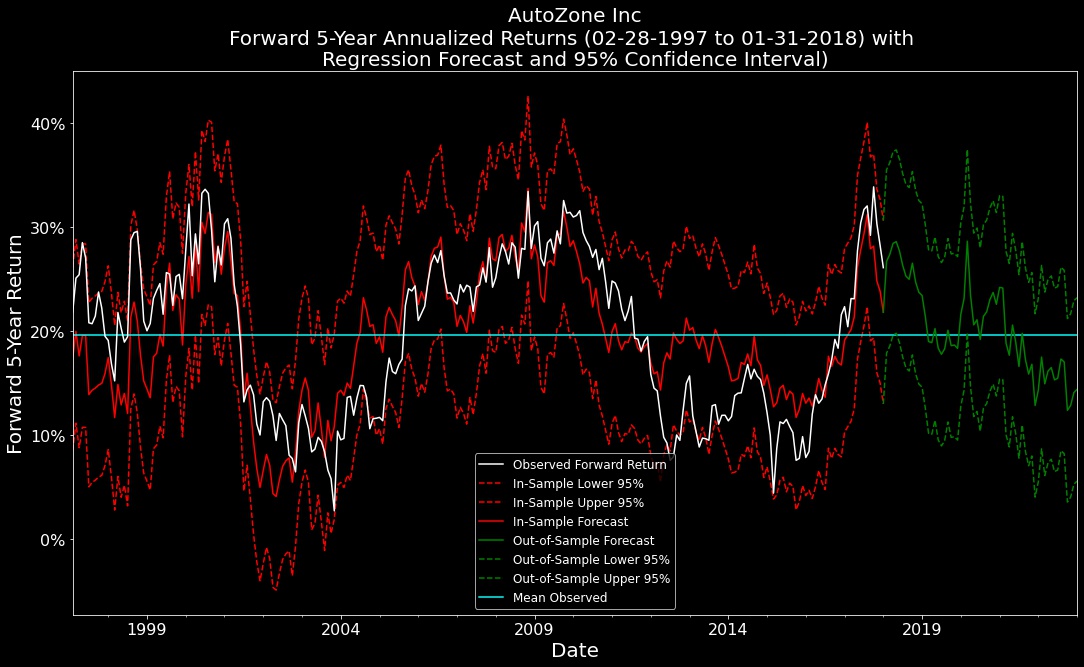 AutoZone Inc
Forward 5-Year Annualized Returns (02-28-1997 to 01-31-2018) with
Regression Forecast and 95% Confidence Interval)
Forward 5-Year Return
40%
30%
20%
10%
0%
Observed Forward Return
In-Sample Lower 95%
In-Sample Upper 95%
In-Sample Forecast
Out-of-Sample Forecast
Out-of-Sample Lower 95%
Out-of-Sample Upper 95%
Mean Observed
1999 2004 2009 2014 2019
Date